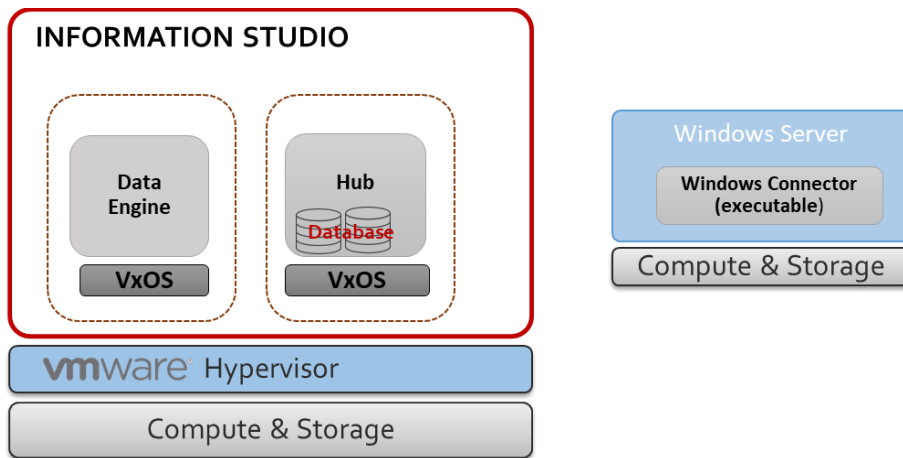 INFORMATION STUDIO
Data
Engine
VxOS
Hub
Database
VxOS
vmware® Hypervisor
Compute & Storage
Windows Server
Windows Connector
(executable)
Compute & Storage